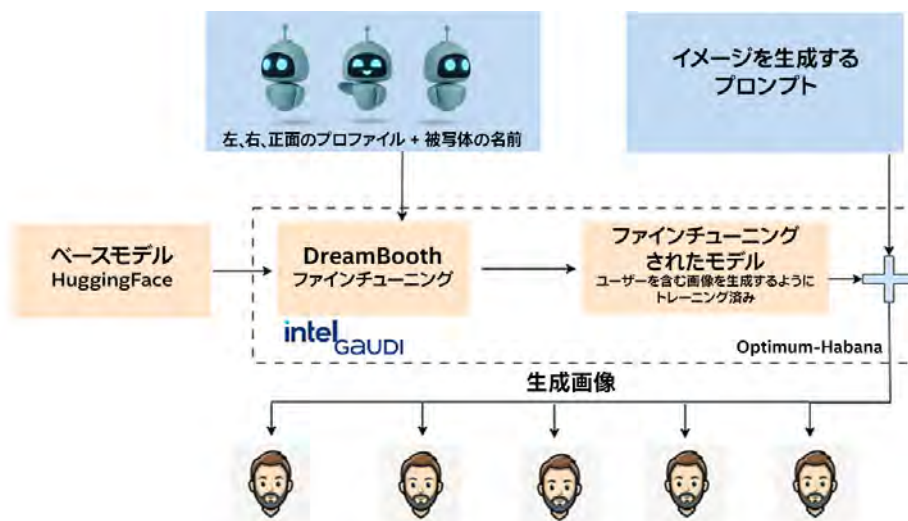 左、右、正面のプロファイル + 被写体の名前
イメージを生成する
プロンプト
ベースモデル
HuggingFace
DreamBooth
ファインチューニング
ファインチューニング
されたモデル
ユーザーを含む画像を生成するように
トレーニング済み
intel
GAUDI
Optimum-Habana
生成画像